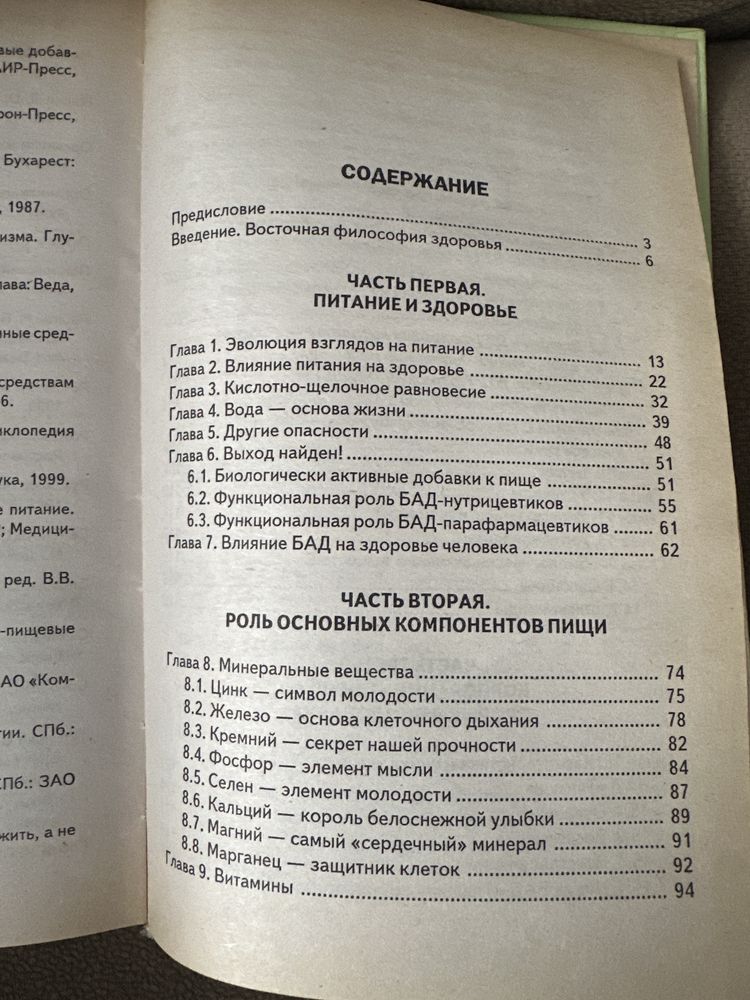 вые добав-
АИР-Пресс,
рон-Пресс,
Бухарест:
, 1987.
изма. Глу-
лава: Веда,
нные сред-
средствам
6.
иклопедия
ука, 1999.
е питание.
; Медици-
ред. В.В.
-пищевые
АО «Ком-
гии. СПб.:
СПб.: ЗАО
жить, а не
СОДЕРЖАНИЕ
Предисловие ........ 3
Введение. Восточная философия здоровья ........ 6
ЧАСТЬ ПЕРВАЯ.
ПИТАНИЕ И ЗДОРОВЬЕ
Глава 1. Эволюция взглядов на питание ........ 13
Глава 2. Влияние питания на здоровье ........ 22
Глава 3. Кислотно-щелочное равновесие ........ 32
Глава 4. Вода — основа жизни ........ 39
Глава 5. Другие опасности ........ 48
Глава 6. Выход найден! ........ 51
6.1. Биологически активные добавки к пище ........ 51
6.2. Функциональная роль БАД-нутрицевтиков ........ 55
6.3. Функциональная роль БАД-парафармацевтиков ........ 61
Глава 7. Влияние БАД на здоровье человека ........ 62
ЧАСТЬ ВТОРАЯ.
РОЛЬ ОСНОВНЫХ КОМПОНЕНТОВ ПИЩИ
Глава 8. Минеральные вещества ........ 74
8.1. Цинк — символ молодости ........ 75
8.2. Железо — основа клеточного дыхания ........ 78
8.3. Кремний — секрет нашей прочности ........ 82
8.4. Фосфор — элемент мысли ........ 84
8.5. Селен — элемент молодости ........ 87
8.6. Кальций — король белоснежной улыбки ........ 89
8.7. Магний — самый «сердечный» минерал ........ 91
8.8. Марганец — защитник клеток ........ 92
Глава 9. Витамины ........ 94